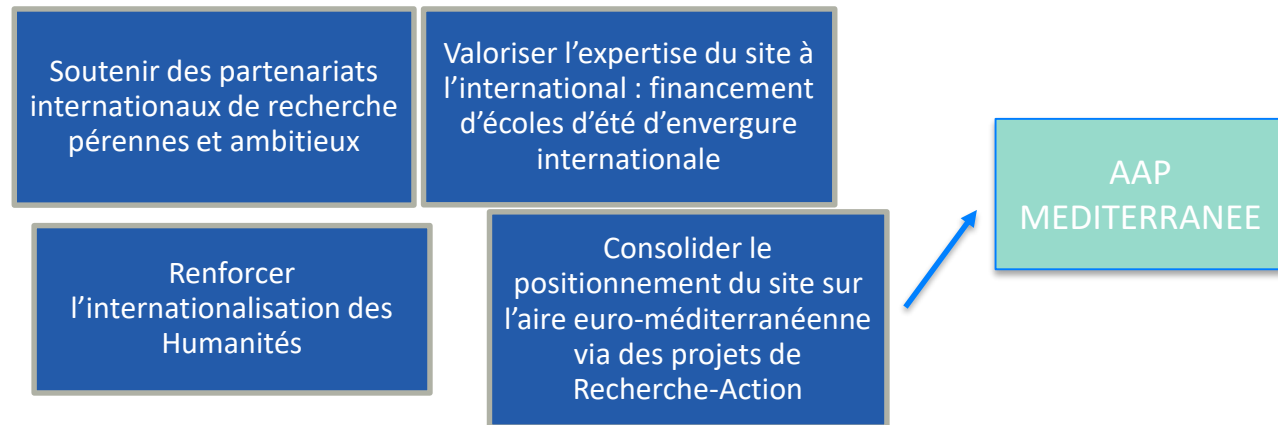 Soutenir des partenariats
internationaux de recherche
pérennes et ambitieux
Valoriser l’expertise du site à
l’international : financement
d’écoles d’été d’envergure
internationale
AAP
MEDITERRANEE
Renforcer
l’internationalisation des
Humanités
Consolider le
positionnement du site sur
l’aire euro-méditerranéenne
via des projets de
Recherche-Action